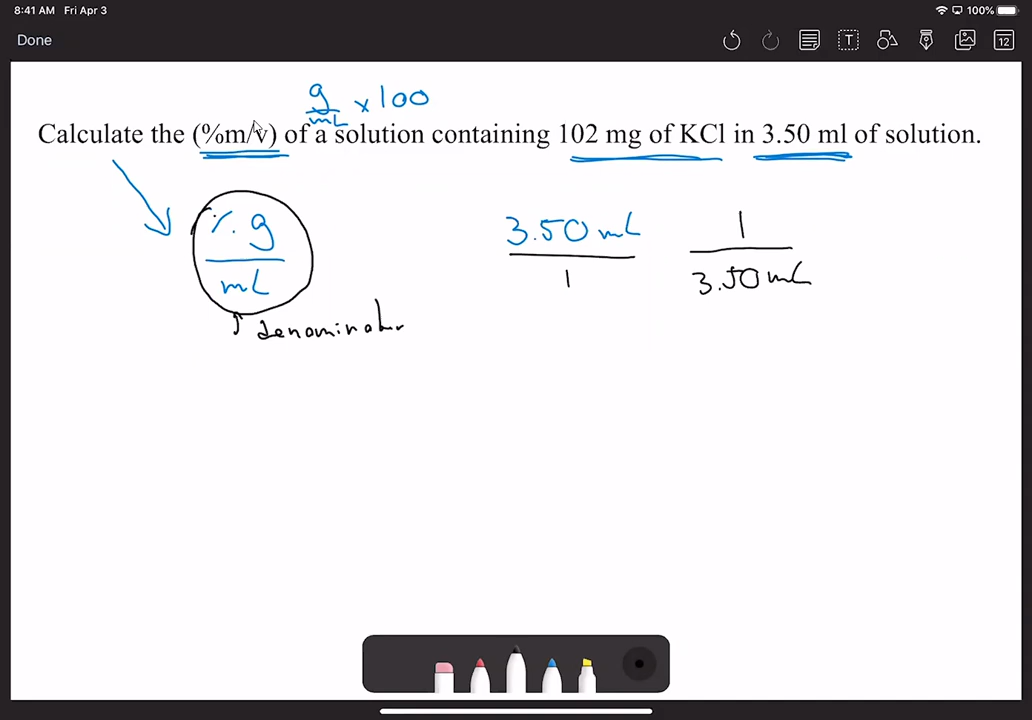 8:41 AM Fri Apr 3
100%
Done
T
12
g
mL × 100
Calculate the (%m/v) of a solution containing 102 mg of KCl in 3.50 ml of solution.
% g
mL
denominator
3.50 mL
1
1
3.50 mL